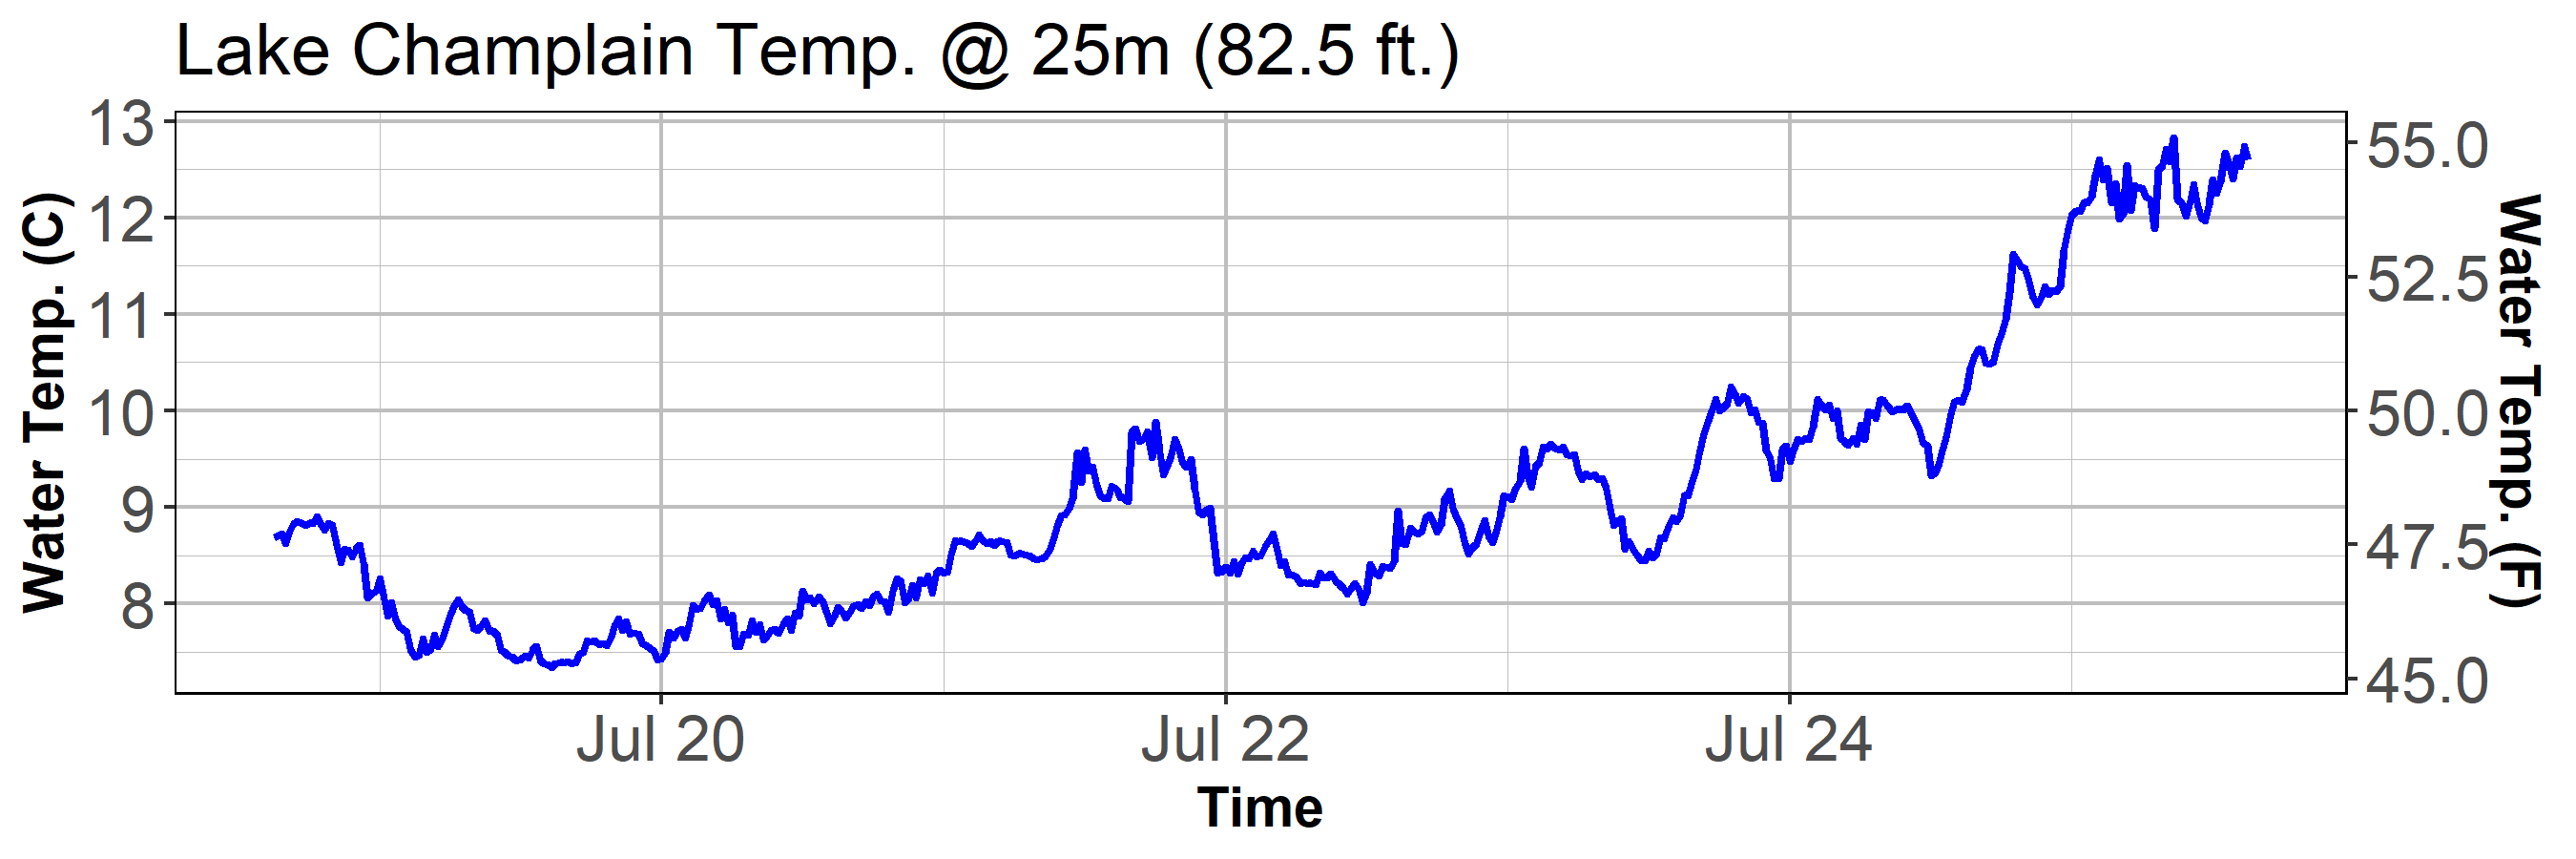 Lake Champlain Temp. @ 25m (82.5 ft.)
13
12
11
10
9
8
Water Temp. (C)
55.0
52.5
50.0
47.5
45.0
Water Temp. (F)
Jul 20
Jul 22
Jul 24
Time